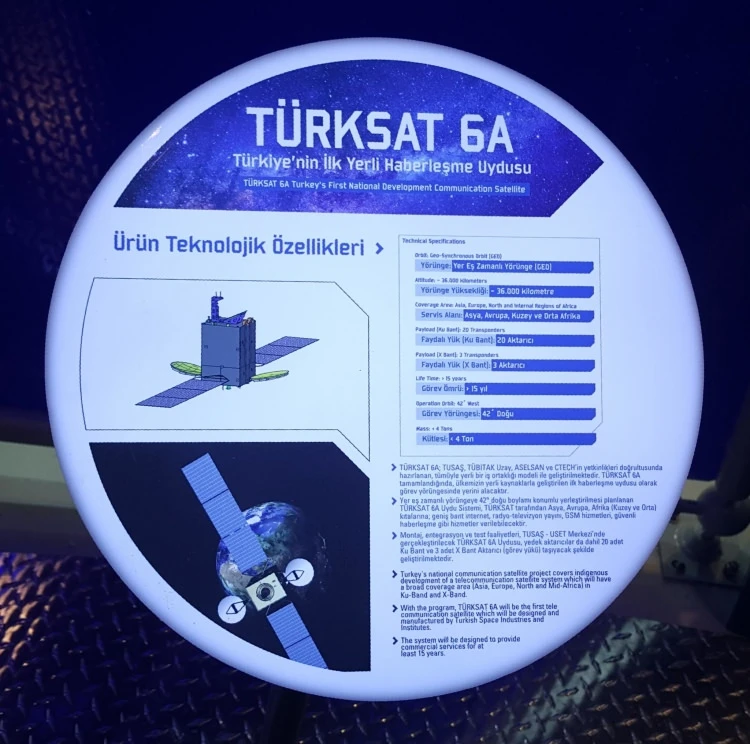 TÜRKSAT 6A
Türkiye'nin İlk Yerli Haberleşme Uydusu
TÜRKSAT 6A Turkey's First National Development Communication Satellite
Ürün Teknolojik Özellikleri >
Technical Specifications
Orbit: Geo-Synchronous Orbit (GEO)
Yörünge: Yer Eş Zamanlı Yörünge (GEO)
Altitude: ~ 36.000 kilometers
Yörünge Yüksekliği: ~ 36.000 kilometre
Coverage Area: Asia, Europe, North and Internal Regions of Africa
Servis Alanı: Asya, Avrupa, Kuzey ve Orta Afrika
Payload (Ku Bant): 20 Transponders
Faydalı Yük (Ku Bant): 20 Aktarıcı
Payload (X Bant): 3 Transponders
Faydalı Yük (X Bant): 3 Aktarıcı
Life Time: > 15 years
Görev Ömrü: > 15 yıl
Operation Orbit: 42° West
Görev Yörüngesi: 42° Doğu
Mass: < 4 Tons
Kütlesi: < 4 Ton
> TÜRKSAT 6A; TUSAŞ, TÜBİTAK Uzay, ASELSAN ve CTECH'in yetkinlikleri doğrultusunda
hazırlanan, tümüyle yerli bir iş ortaklığı modeli ile geliştirilmektedir. TÜRKSAT 6A
tamamlandığında, ülkemizin yerli kaynaklarla geliştirilen ilk haberleşme uydusu olarak
görev yörüngesinde yerini alacaktır.
> Yer eş zamanlı yörüngeye 42° doğu boylamı konumlu yerleştirilmesi planlanan
TÜRKSAT 6A Uydu Sistemi, TÜRKSAT tarafından Asya, Avrupa, Afrika (Kuzey ve Orta)
kıtalarına; geniş bant internet, radyo-televizyon yayını, GSM hizmetleri, güvenli
haberleşme gibi hizmetler verilebilecektir.
> Montaj, entegrasyon ve test faaliyetleri, TUSAŞ - USET Merkezi'nde
gerçekleştirilecek TÜRKSAT 6A Uydusu, yedek aktarıcılar da dahil 20 adet
Ku Bant ve 3 adet X Bant Aktarıcı (görev yükü) taşıyacak şekilde
geliştirilmektedir.
> Turkey's national communication satellite project covers indigenous
development of a telecommunication satellite system which will have
a broad coverage area (Asia, Europe, North and Mid-Africa) in
Ku-Band and X-Band.
> With the program, TÜRKSAT 6A will be the first tele
communication satellite which will be designed and
manufactured by Turkish Space Industries and
Institutes.
> The system will be designed to provide
commercial services for at
least 15 years.